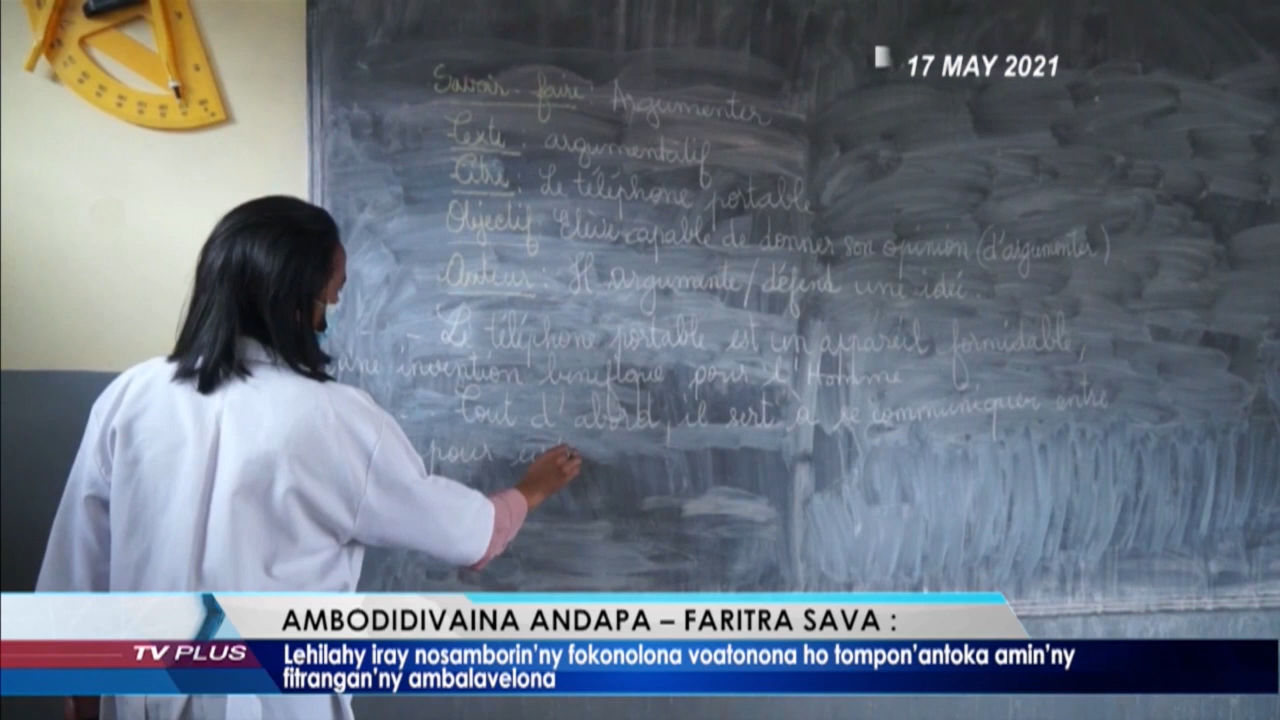 17 MAY 2021
Savoir-faire : Argumenter
Texte : argumentatif
Titre : Le téléphone portable
Objectif : Elève capable de donner son opinion (d'argumenter)
Auteur : Il argumente/défend une idée.
Le téléphone portable est un appareil formidable,
une invention bénefique pour l'Homme
Tout d'abord, il sert à se communiquer entre
pour
AMBODIDIVAINA ANDAPA – FARITRA SAVA :
TV PLUS
Lehilahy iray nosamborin'ny fokonolona voatonona ho tompon'antoka amin'ny
fitrangan'ny ambalavelona